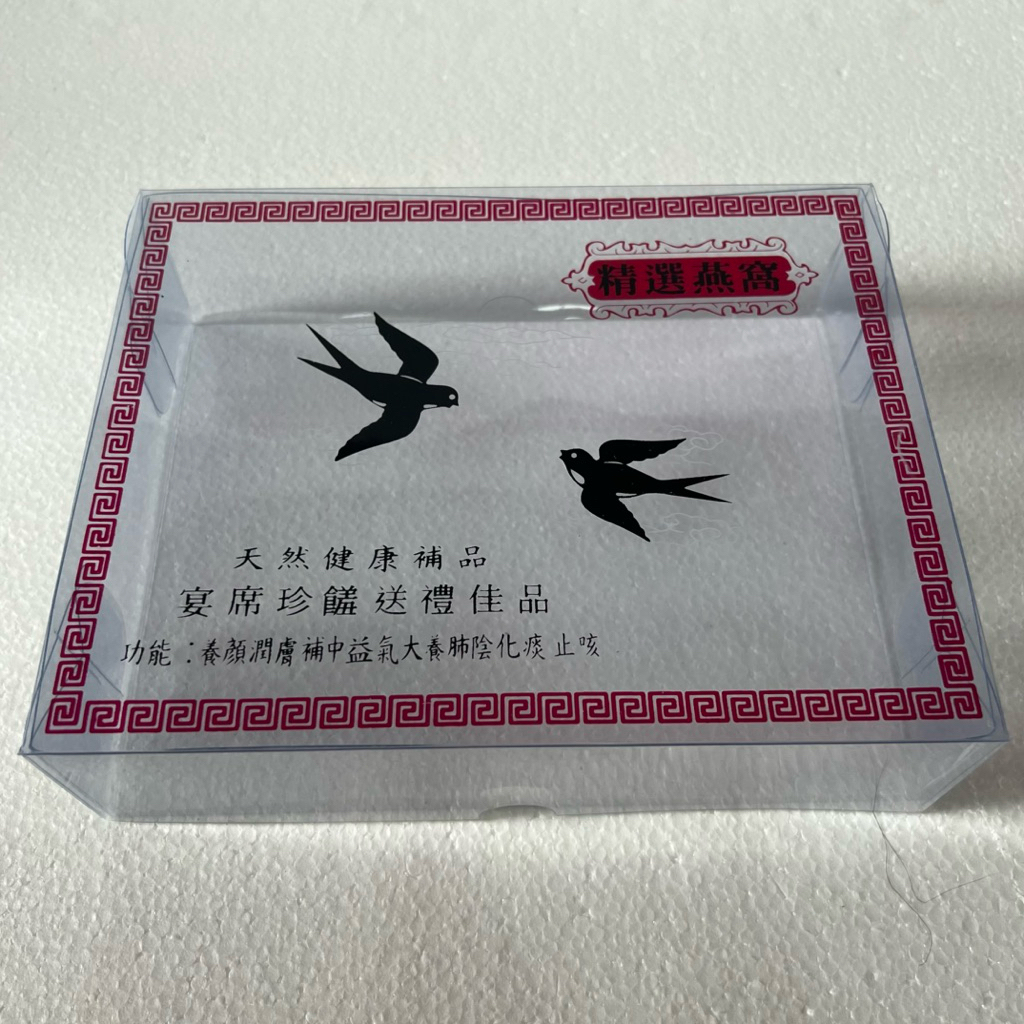 精選燕窩
天然健康補品
宴席珍饈送禮佳品
功能：養顏潤膚補中益氣大養肺陰化痰止咳